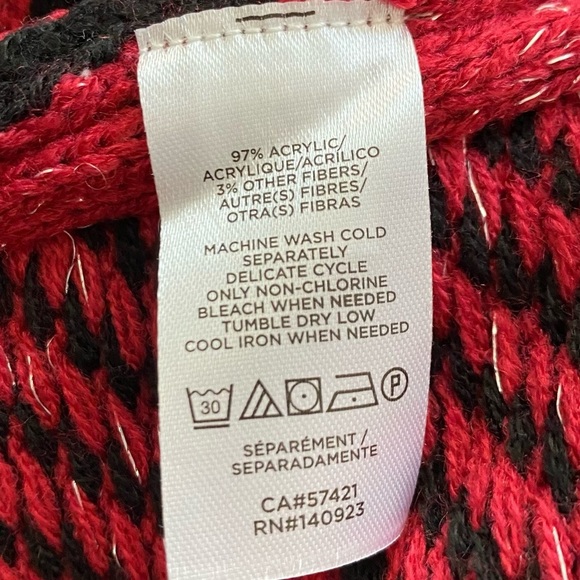 97% ACRYLIC/
ACRYLIQUE/ACRÍLICO
3% OTHER FIBERS/
AUTRE(S) FIBRES/
OTRA(S) FIBRAS
MACHINE WASH COLD
SEPARATELY
DELICATE CYCLE
ONLY NON-CHLORINE
BLEACH WHEN NEEDED
TUMBLE DRY LOW
COOL IRON WHEN NEEDED
30 P
SÉPARÉMENT/
SEPARADAMENTE
CA#57421
RN#140923